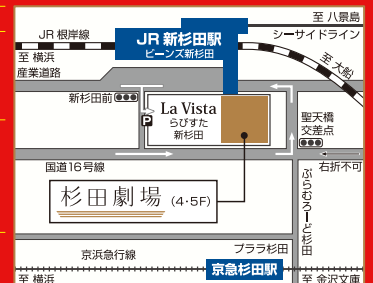 至 八景島
JR 根岸線
JR 新杉田駅
ビーンズ新杉田
シーサイドライン
至 横浜
至 大船
産業道路
新杉田前
La Vista
らびすた
新杉田
P
聖天橋
交差点
国道16号線
右折不可
杉田劇場 (4・5F)
ぷらむろーど杉田
プララ杉田
京浜急行線
京急杉田駅
至 横浜
至 金沢文庫